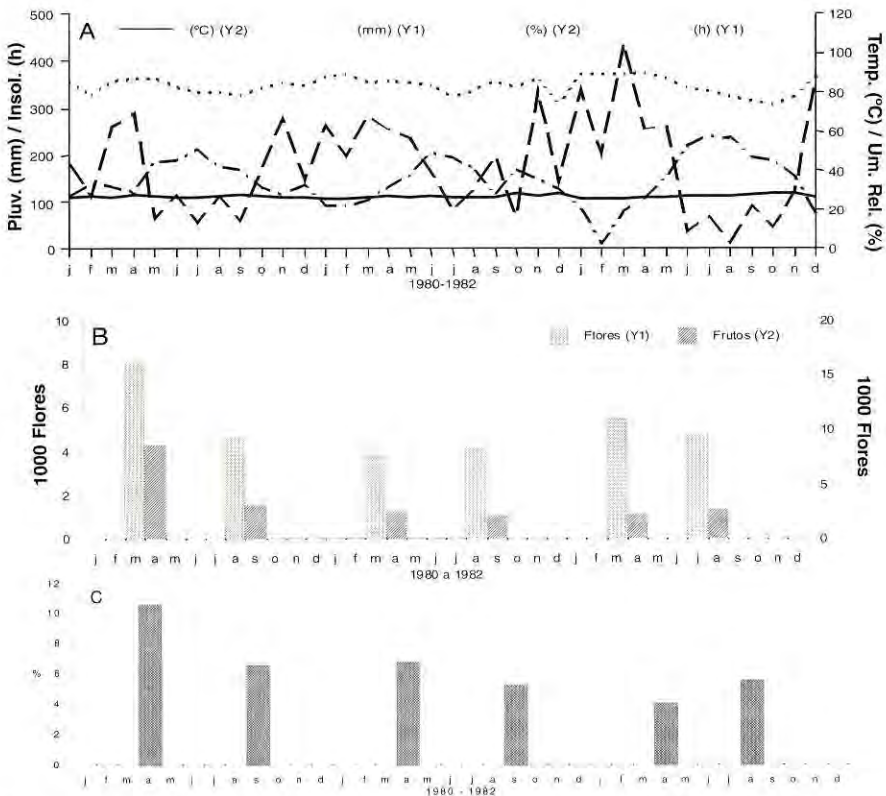 A
(ºC) (Y2) (mm) (Y1) (%) (Y2) (h) (Y1)
Pluv. (mm) / Insol. (h)
500
400
300
200
100
0
120
100
80
60
40
20
0
Temp. (ºC) / Um. Rel. (%)
j f m a m j j a s o n d j f m a m j j a s o n d j f m a m j j a s o n d
1980-1982
B
Flores (Y1) Frutos (Y2)
1000 Flores
10
8
6
4
2
0
20
15
10
5
0
1000 Flores
j f m a m j j a s o n d j f m a m j j a s o n d j f m a m j j a s o n d
1980 a 1982
C
%
12
10
8
6
4
2
0
j f m a m j j a s o n d j f m a m j j a s o n d j f m a m j j a s o n d
1980 - 1982